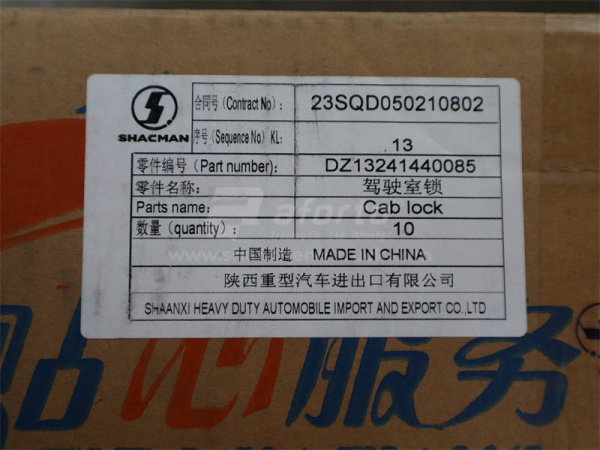 SHACMAN
合同号 (Contract No): 23SQD050210802
序号 (Sequence No) KL: 13
零件编号 (Part number): DZ13241440085
零件名称: 驾驶室锁
Parts name: Cab lock
数量 (quantity): 10
中国制造 MADE IN CHINA
陕西重型汽车进出口有限公司
SHAANXI HEAVY DUTY AUTOMOBILE IMPORT AND EXPORT CO.,LTD
贴心服务